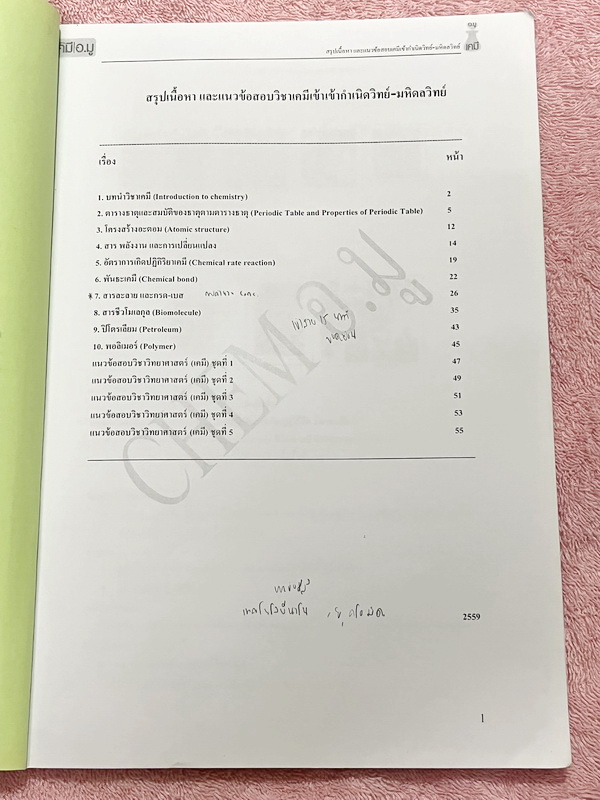 คมี อ.มู
สรุปเนื้อหา และแนวข้อสอบเคมีเข้ากำเนิดวิทย์-มหิดลวิทย์
อ.มู
เคมี
สรุปเนื้อหา และแนวข้อสอบวิชาเคมีเข้าเข้ากำเนิดวิทย์-มหิดลวิทย์
เรื่อง หน้า
1. บทนำวิชาเคมี (Introduction to chemistry) 2
2. ตารางธาตุและสมบัติของธาตุตามตารางธาตุ (Periodic Table and Properties of Periodic Table) 5
3. โครงสร้างอะตอม (Atomic structure) 12
4. สาร พลังงาน และการเปลี่ยนแปลง 14
5. อัตราการเกิดปฏิกิริยาเคมี (Chemical rate reaction) 19
6. พันธะเคมี (Chemical bond) 22
7. สารละลาย และกรด-เบส 26
8. สารชีวโมเลกุล (Biomolecule) 35
9. ปิโตรเลียม (Petroleum) 43
10. พอลิเมอร์ (Polymer) 45
แนวข้อสอบวิชาวิทยาศาสตร์ (เคมี) ชุดที่ 1 47
แนวข้อสอบวิชาวิทยาศาสตร์ (เคมี) ชุดที่ 2 49
แนวข้อสอบวิชาวิทยาศาสตร์ (เคมี) ชุดที่ 3 51
แนวข้อสอบวิชาวิทยาศาสตร์ (เคมี) ชุดที่ 4 53
แนวข้อสอบวิชาวิทยาศาสตร์ (เคมี) ชุดที่ 5 55
CHEM อ.มู
2559
1